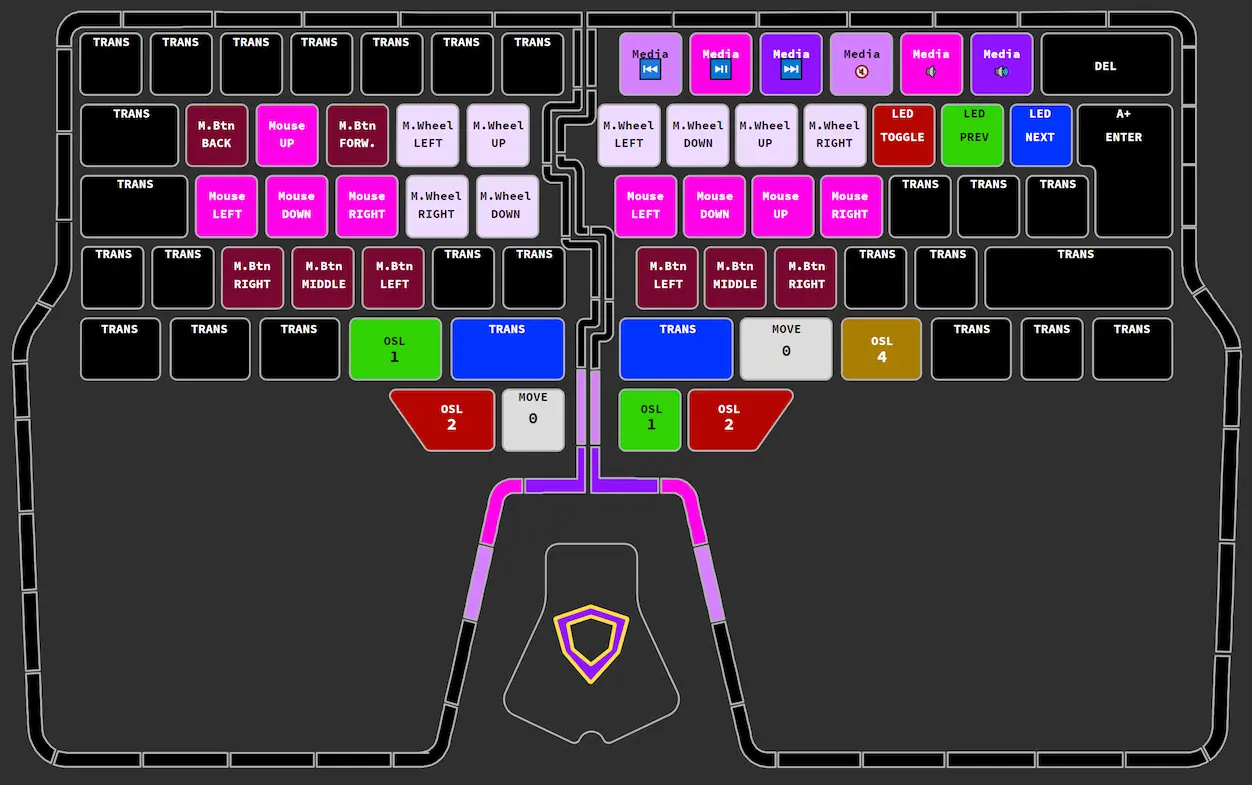 TRANS TRANS TRANS TRANS TRANS TRANS TRANS Media ⏮ Media ⏯ Media ⏭ Media 🔇 Media 🔉 Media 🔊 DEL
TRANS M.Btn BACK Mouse UP M.Btn FORW. M.Wheel LEFT M.Wheel UP M.Wheel LEFT M.Wheel DOWN M.Wheel UP M.Wheel RIGHT LED TOGGLE LED PREV LED NEXT A+ ENTER
TRANS Mouse LEFT Mouse DOWN Mouse RIGHT M.Wheel RIGHT M.Wheel DOWN Mouse LEFT Mouse DOWN Mouse UP Mouse RIGHT TRANS TRANS TRANS
TRANS TRANS M.Btn RIGHT M.Btn MIDDLE M.Btn LEFT TRANS TRANS M.Btn LEFT M.Btn MIDDLE M.Btn RIGHT TRANS TRANS TRANS
TRANS TRANS TRANS OSL 1 TRANS TRANS MOVE 0 OSL 4 TRANS TRANS TRANS
OSL 2 MOVE 0 OSL 1 OSL 2